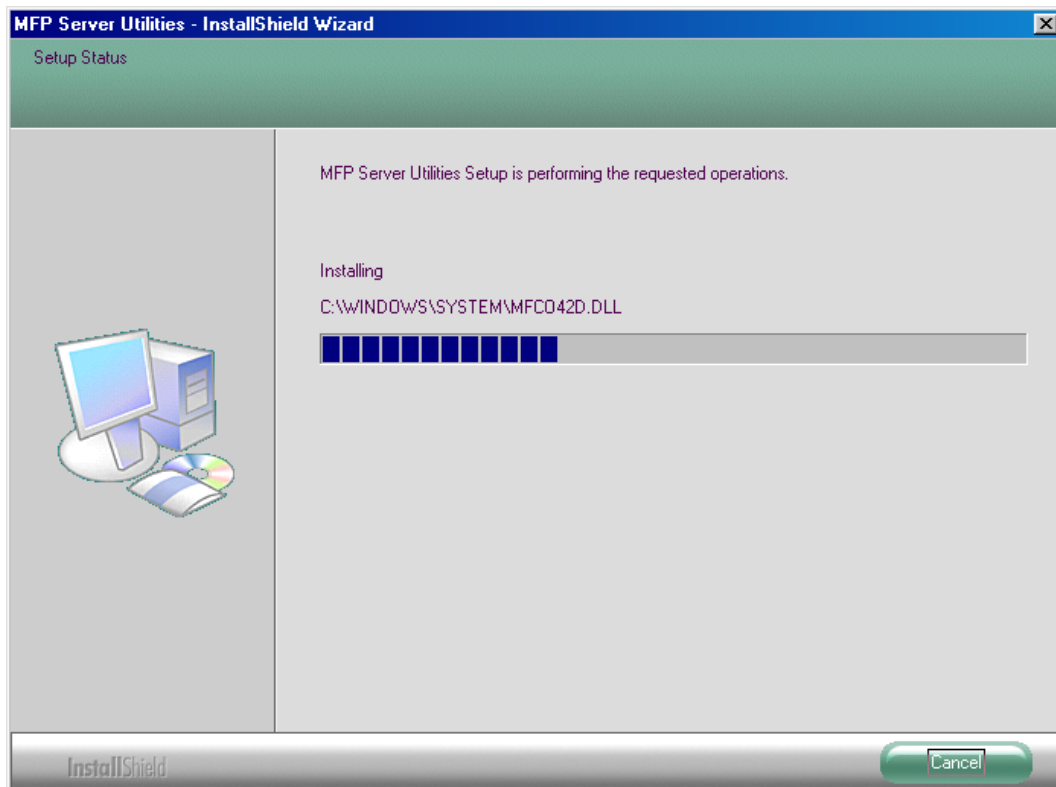 MFP Server Utilities - InstallShield Wizard
Setup Status
MFP Server Utilities Setup is performing the requested operations.
Installing
C:\WINDOWS\SYSTEM\MFCO42D.DLL
InstallShield
Cancel